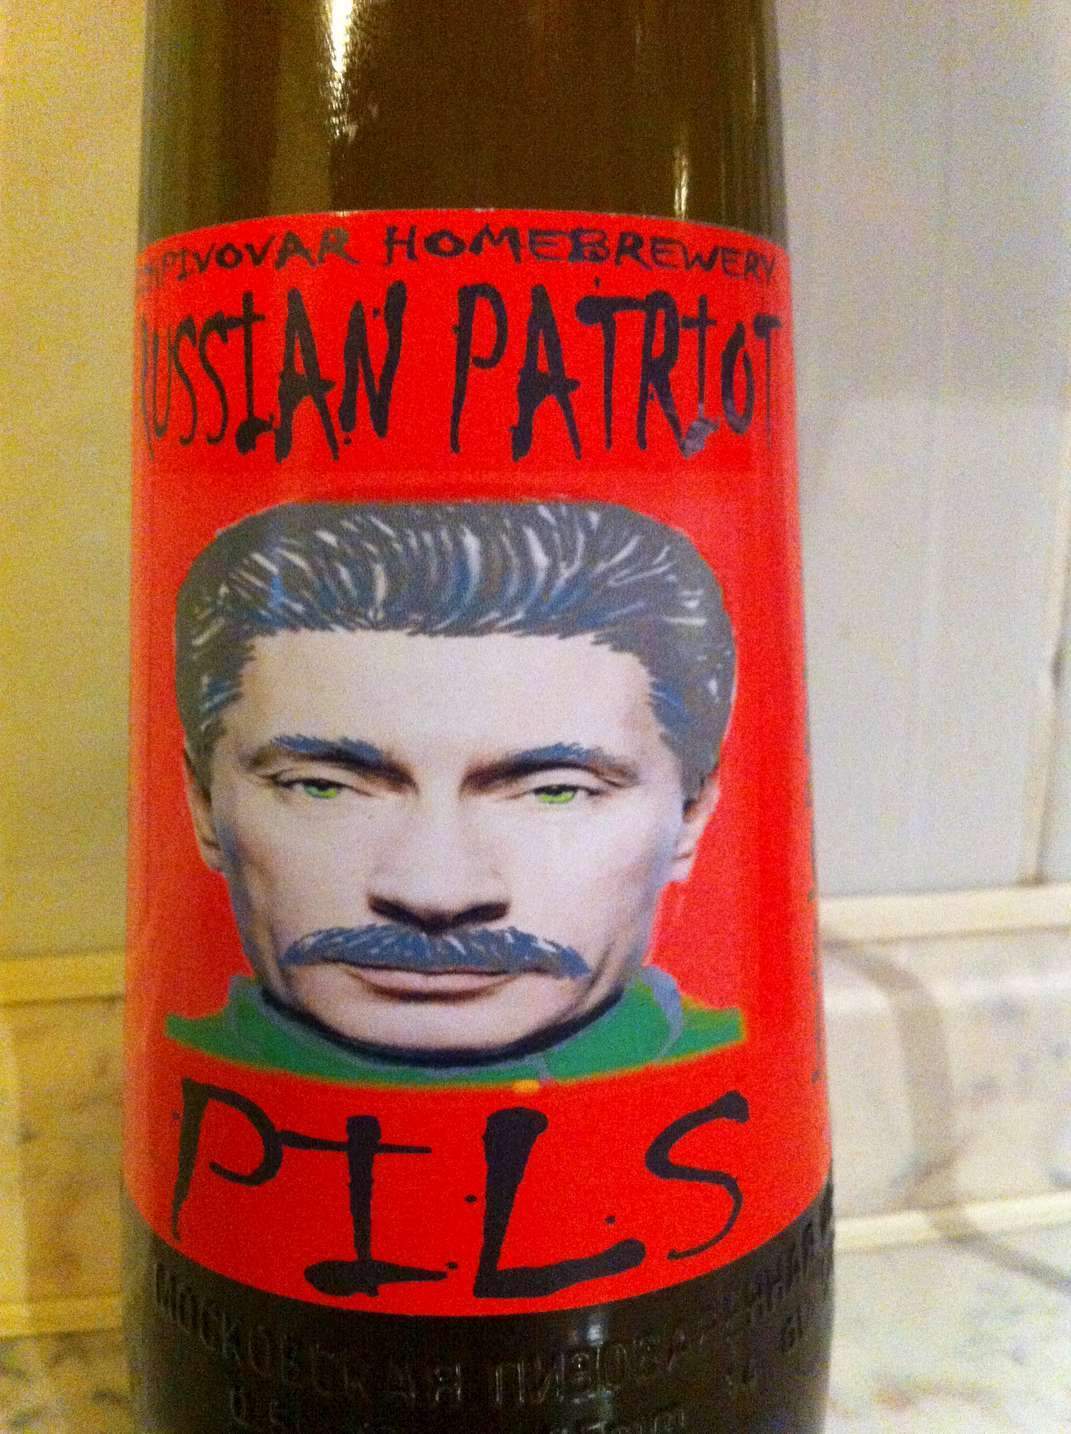 PIVOVAR HOMEBREWERY
RUSSIAN PATRIOT
PILS
МОСКОВСКАЯ ПИВОВАРЕННАЯ